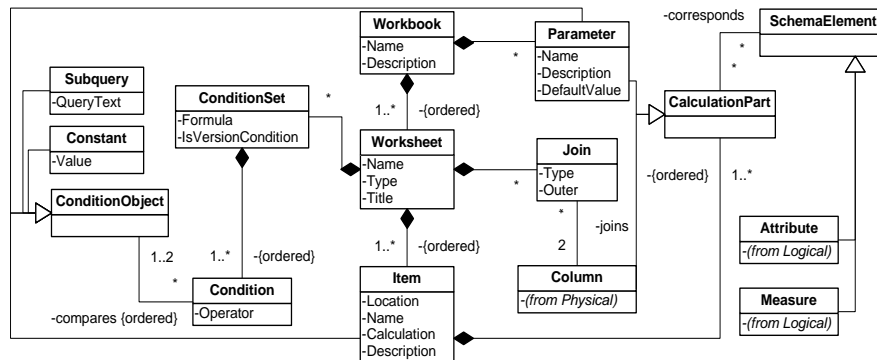 -corresponds
SchemaElement
*
*
Workbook
-Name
-Description
*
Parameter
-Name
-Description
-DefaultValue
Subquery
-QueryText
ConditionSet
-Formula
-IsVersionCondition
*
1..*
-{ordered}
CalculationPart
Constant
-Value
Worksheet
-Name
-Type
-Title
*
Join
-Type
-Outer
-{ordered}
1..*
ConditionObject
1..2
*
1..*
-{ordered}
1..*
-{ordered}
*
-joins
2
Attribute
-(from Logical)
Condition
-Operator
-compares {ordered}
Item
-Location
-Name
-Calculation
-Description
Column
-(from Physical)
Measure
-(from Logical)